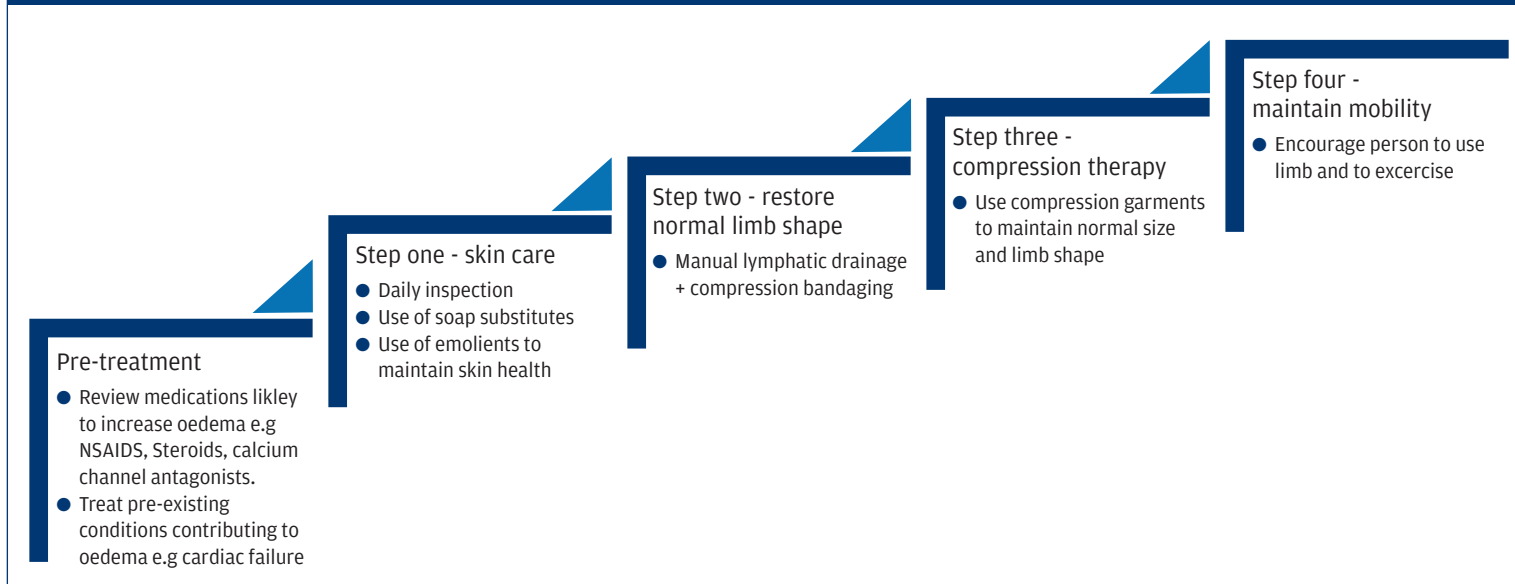 Pre-treatment
● Review medications likley
to increase oedema e.g
NSAIDS, Steroids, calcium
channel antagonists.
● Treat pre-existing
conditions contributing to
oedema e.g cardiac failure
Step one - skin care
● Daily inspection
● Use of soap substitutes
● Use of emolients to
maintain skin health
Step two - restore
normal limb shape
● Manual lymphatic drainage
+ compression bandaging
Step three -
compression therapy
● Use compression garments
to maintain normal size
and limb shape
Step four -
maintain mobility
● Encourage person to use
limb and to excercise